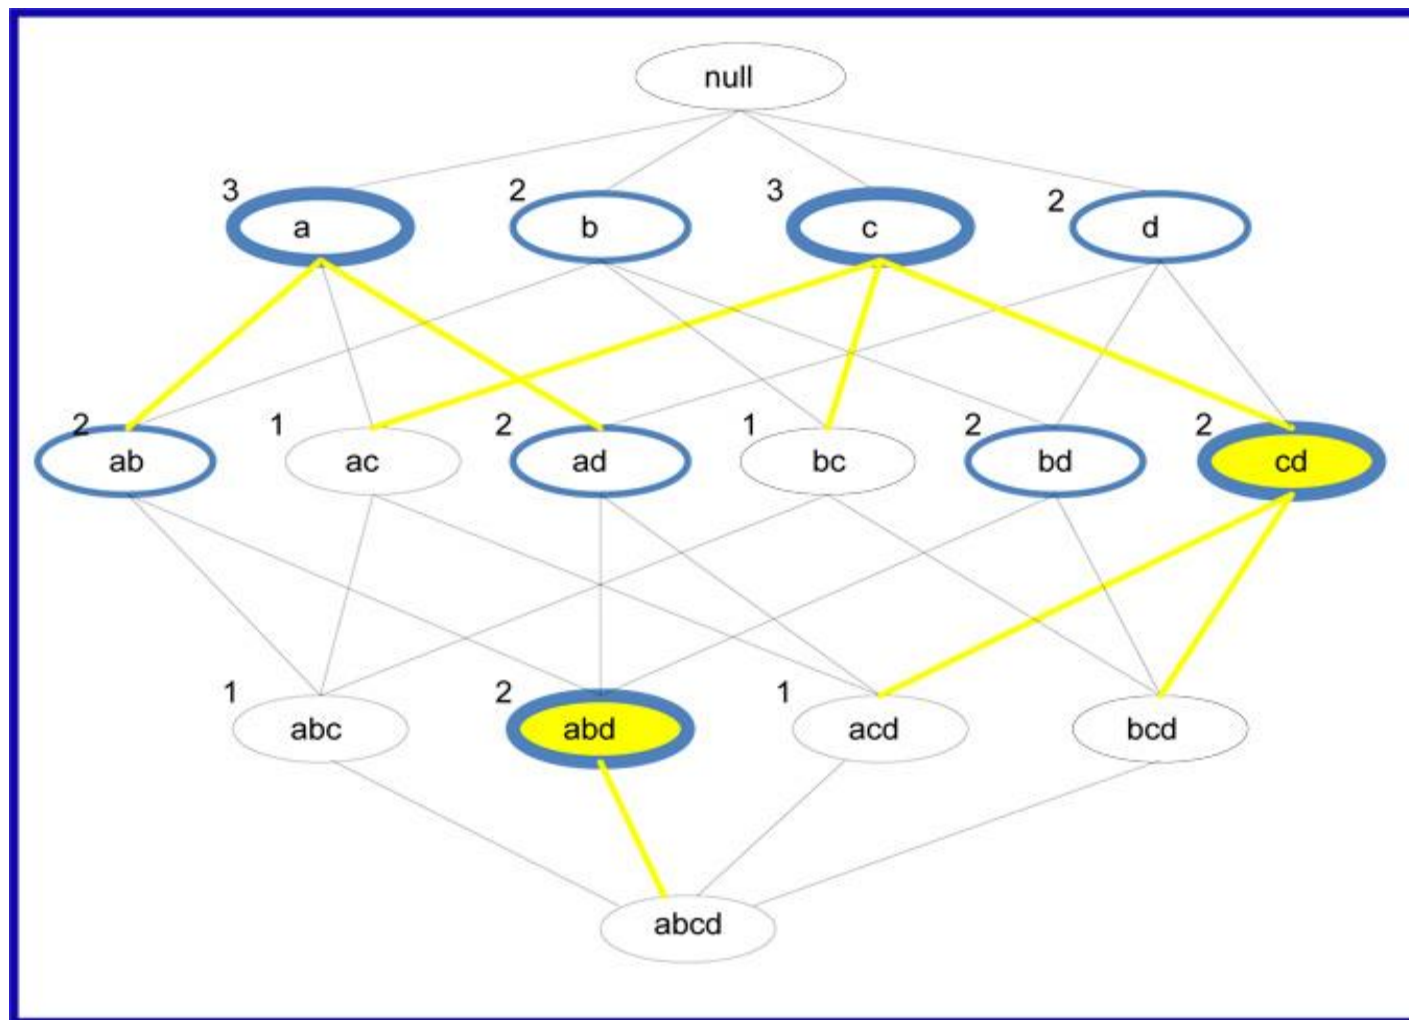 null
3 2 3 2
a b c d
2 1 2 1 2 2
ab ac ad bc bd cd
1 2 1
abc abd acd bcd
abcd